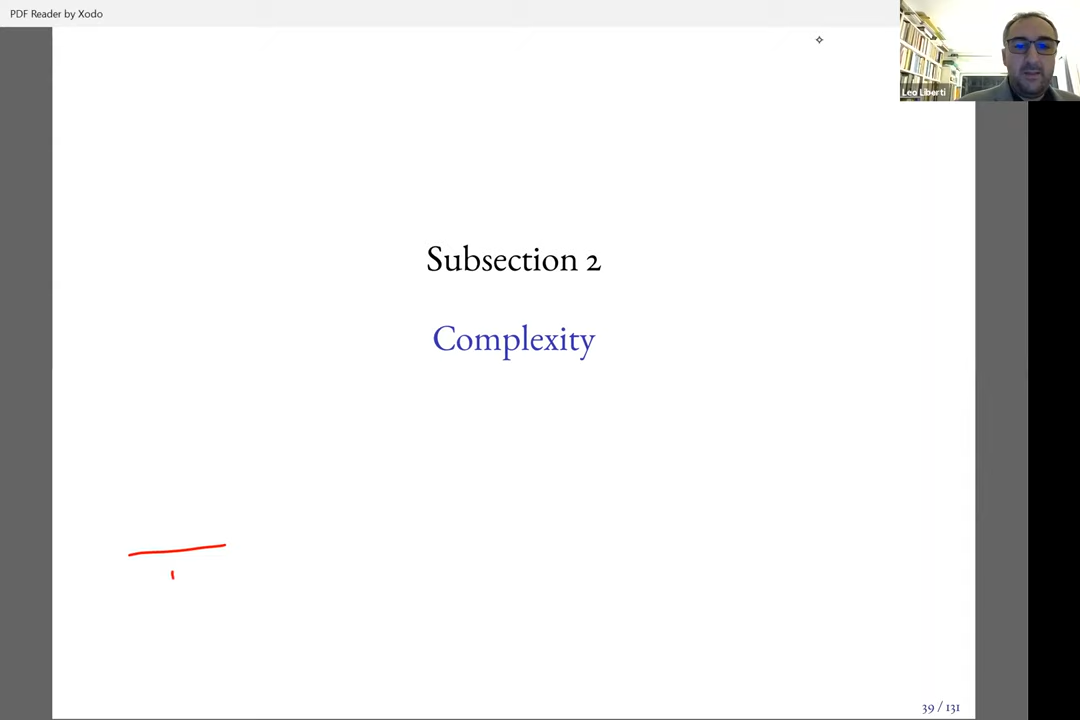 PDF Reader by Xodo
Leo Liberti
Subsection 2
Complexity
39 / 131